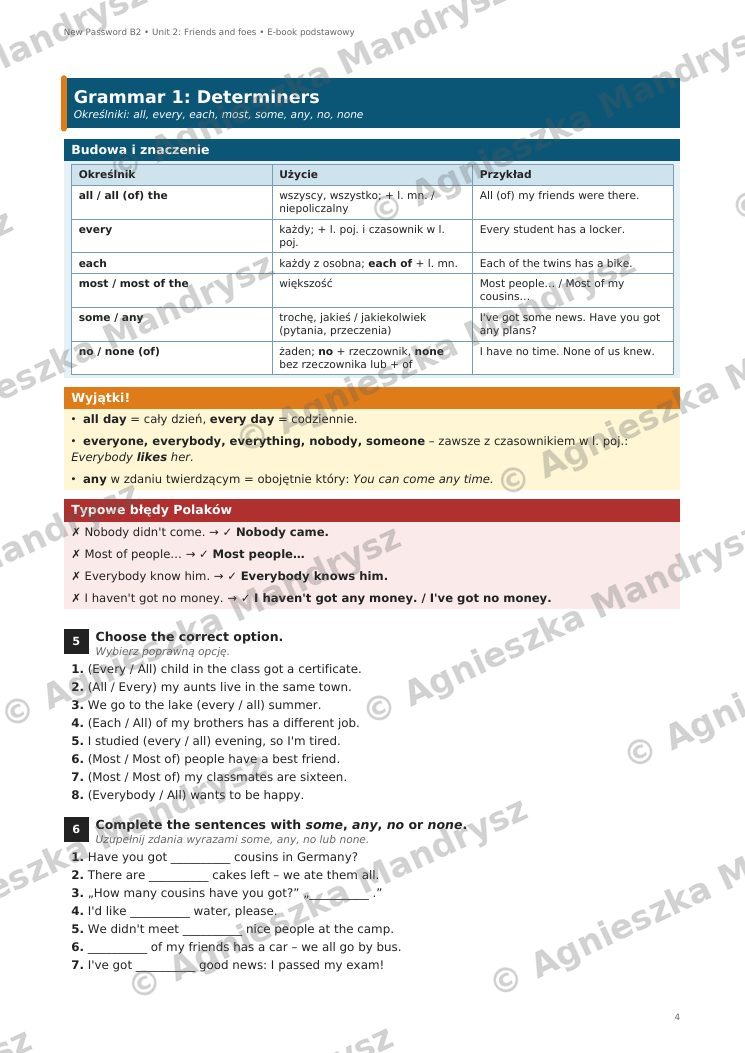 New Password B2 • Unit 2: Friends and foes • E-book podstawowy
Grammar 1: Determiners
Określniki: all, every, each, most, some, any, no, none
Budowa i znaczenie
Określnik Użycie Przykład
all / all (of) the wszyscy, wszystko; + l. mn. / niepoliczalny All (of) my friends were there.
every każdy; + l. poj. i czasownik w l. poj. Every student has a locker.
each każdy z osobna; each of + l. mn. Each of the twins has a bike.
most / most of the większość Most people… / Most of my cousins…
some / any trochę, jakieś / jakiekolwiek (pytania, przeczenia) I've got some news. Have you got any plans?
no / none (of) żaden; no + rzeczownik, none bez rzeczownika lub + of I have no time. None of us knew.
Wyjątki!
• all day = cały dzień, every day = codziennie.
• everyone, everybody, everything, nobody, someone – zawsze z czasownikiem w l. poj.:
Everybody likes her.
• any w zdaniu twierdzącym = obojętnie który: You can come any time.
Typowe błędy Polaków
✗ Nobody didn't come. → ✓ Nobody came.
✗ Most of people… → ✓ Most people…
✗ Everybody know him. → ✓ Everybody knows him.
✗ I haven't got no money. → ✓ I haven't got any money. / I've got no money.
5 Choose the correct option.
Wybierz poprawną opcję.
1. (Every / All) child in the class got a certificate.
2. (All / Every) my aunts live in the same town.
3. We go to the lake (every / all) summer.
4. (Each / All) of my brothers has a different job.
5. I studied (every / all) evening, so I'm tired.
6. (Most / Most of) people have a best friend.
7. (Most / Most of) my classmates are sixteen.
8. (Everybody / All) wants to be happy.
6 Complete the sentences with some, any, no or none.
Uzupełnij zdania wyrazami some, any, no lub none.
1. Have you got __________ cousins in Germany?
2. There are __________ cakes left – we ate them all.
3. „How many cousins have you got?” „__________ .”
4. I'd like __________ water, please.
5. We didn't meet __________ nice people at the camp.
6. __________ of my friends has a car – we all go by bus.
7. I've got __________ good news: I passed my exam!
4
© Agnieszka Mandrysz